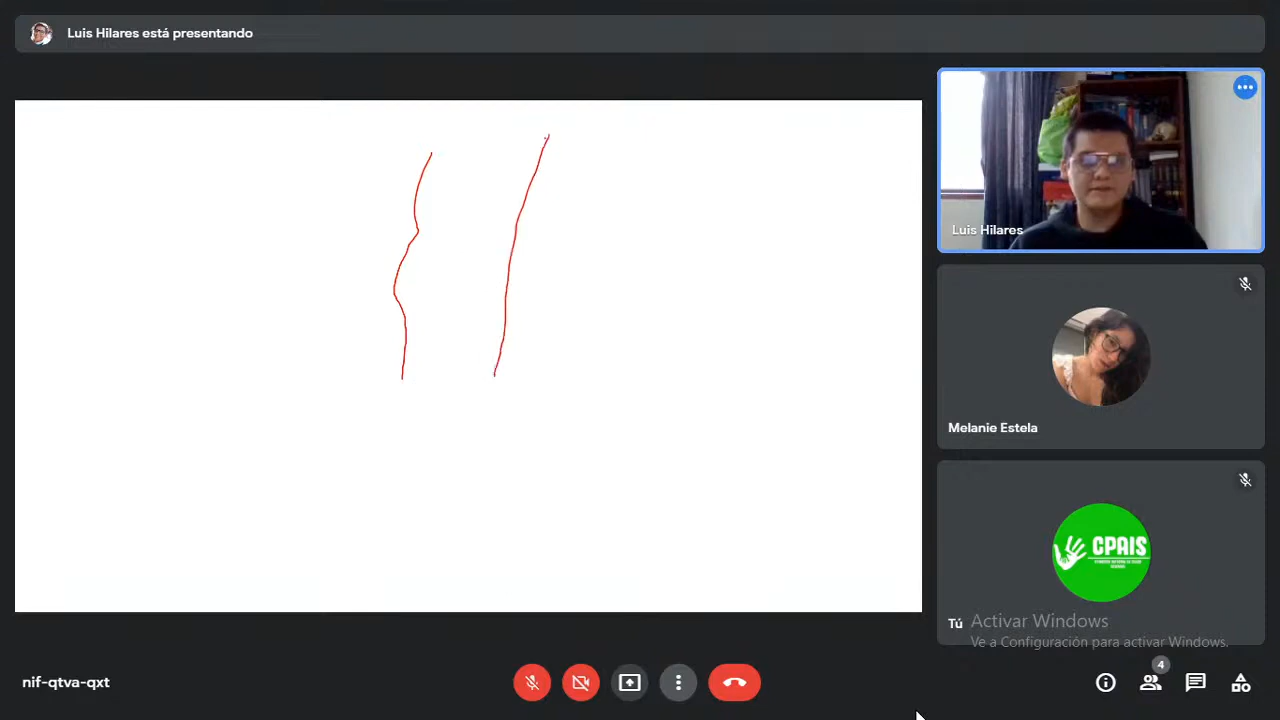 Luis Hilares está presentando
Luis Hilares
Melanie Estela
CPAIS
Tú
Activar Windows
Ve a Configuración para activar Windows.
nif-qtva-qxt
4